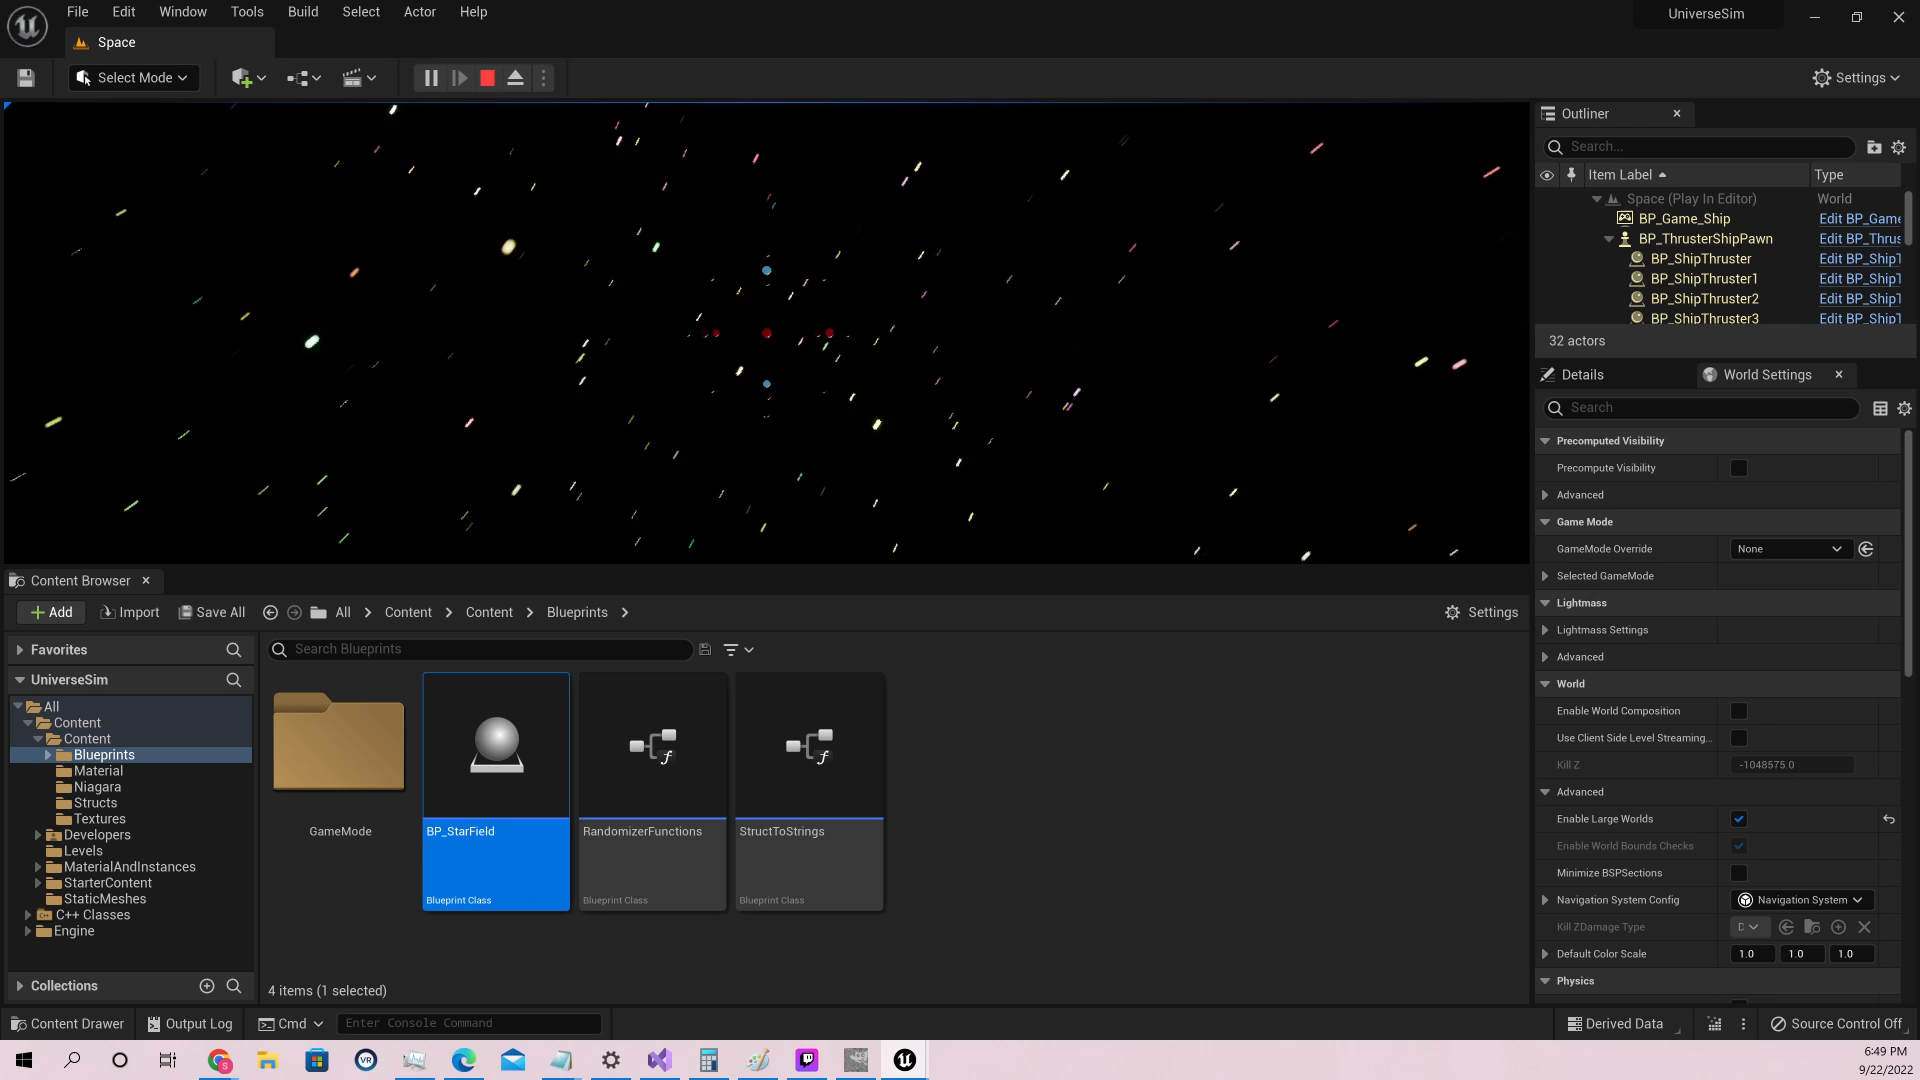 File Edit Window Tools Build Select Actor Help
UniverseSim
Space
Select Mode
Settings
Outliner
Search...
Item Label
Type
Space (Play In Editor)
World
BP_Game_Ship
Edit BP_Game
BP_ThrusterShipPawn
Edit BP_Thrus
BP_ShipThruster
Edit BP_ShipT
BP_ShipThruster1
Edit BP_ShipT
BP_ShipThruster2
Edit BP_ShipT
BP_ShipThruster3
Edit BP_ShipT
32 actors
Details
World Settings
Search
Precomputed Visibility
Precompute Visibility
Advanced
Game Mode
GameMode Override
None
Selected GameMode
Lightmass
Lightmass Settings
Advanced
World
Enable World Composition
Use Client Side Level Streaming...
Kill Z
-1048575.0
Advanced
Enable Large Worlds
Enable World Bounds Checks
Minimize BSPSections
Navigation System Config
Navigation System
Kill ZDamage Type
Default Color Scale
1.0
1.0
1.0
Physics
Content Browser
Add
Import
Save All
All
Content
Content
Blueprints
Settings
Favorites
Search Blueprints
UniverseSim
All
Content
Content
Blueprints
Material
Niagara
Structs
Textures
Developers
Levels
MaterialAndInstances
StarterContent
StaticMeshes
C++ Classes
Engine
Collections
GameMode
BP_StarField
Blueprint Class
RandomizerFunctions
Blueprint Class
StructToStrings
Blueprint Class
4 items (1 selected)
Content Drawer
Output Log
Cmd
Enter Console Command
Derived Data
Source Control Off
6:49 PM
9/22/2022